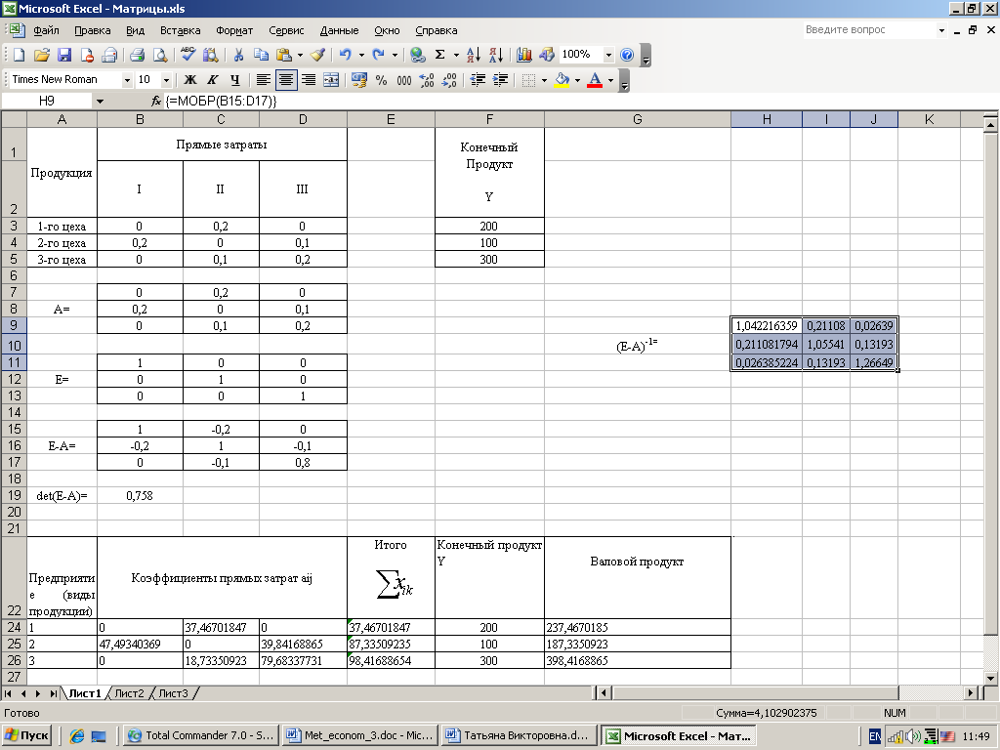 Microsoft Excel - Матрицы.xls
Файл Правка Вид Вставка Формат Сервис Данные Окно Справка Введите вопрос
100%
Times New Roman 10 Ж К Ч % 000
H9 fx {=МОБР(B15:D17)}
A B C D E F G H I J K
1 Продукция Прямые затраты Конечный
Продукт
Y
2 I II III
3 1-го цеха 0 0,2 0 200
4 2-го цеха 0,2 0 0,1 100
5 3-го цеха 0 0,1 0,2 300
6
7 0 0,2 0
8 A= 0,2 0 0,1
9 0 0,1 0,2 1,042216359 0,21108 0,02639
10 (E-A)-1= 0,211081794 1,05541 0,13193
11 1 0 0 0,026385224 0,13193 1,26649
12 E= 0 1 0
13 0 0 1
14
15 1 -0,2 0
16 E-A= -0,2 1 -0,1
17 0 -0,1 0,8
18
19 det(E-A)= 0,758
20
21
22 Предприяти
е (виды
продукции) Коэффициенты прямых затрат aij Итого
∑xik Конечный продукт
Y Валовой продукт
24 1 0 37,46701847 0 37,46701847 200 237,4670185
25 2 47,49340369 0 39,84168865 87,33509235 100 187,3350923
26 3 0 18,73350923 79,68337731 98,41688654 300 398,4168865
27
Лист1 Лист2 Лист3
Готово Сумма=4,102902375 NUM
Пуск Total Commander 7.0 - S... Met_econom_3.doc - Mic... Татьяна Викторовна.d... Microsoft Excel - Мат... EN 11:49